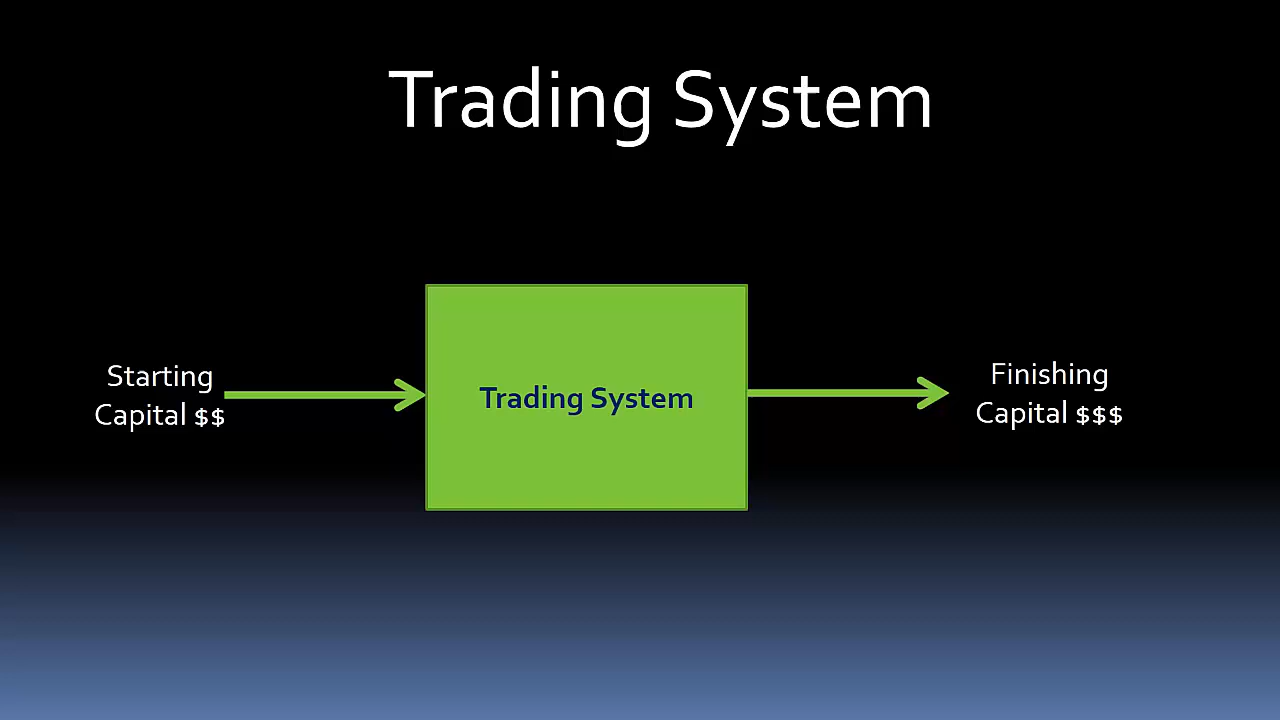 Trading System
Starting
Capital $$
Trading System
Finishing
Capital $$$